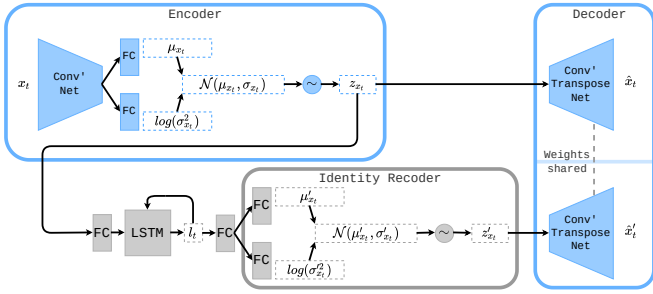 Encoder
Decoder
x_t
Conv'
Net
FC
FC
μ_{x_t}
log(σ²_{x_t})
𝒩(μ_{x_t}, σ_{x_t})
~
z_{x_t}
Conv'
Transpose
Net
x̂_t
Weights
shared
Identity Recoder
FC
LSTM
l_t
FC
FC
FC
μ′_{x_t}
log(σ′²_{x_t})
𝒩(μ′_{x_t}, σ′_{x_t})
~
z′_{x_t}
Conv'
Transpose
Net
x̂′_t